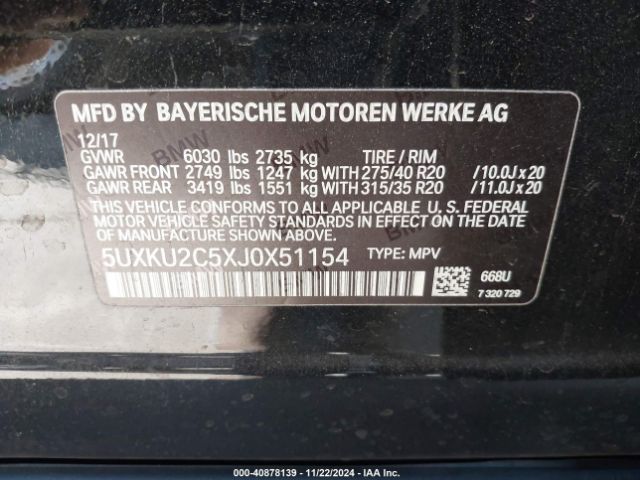 MFD BY BAYERISCHE MOTOREN WERKE AG
12/17
GVWR 6030 lbs 2735 kg TIRE / RIM
GAWR FRONT 2749 lbs 1247 kg WITH 275/40 R20 /10.0J x 20
GAWR REAR 3419 lbs 1551 kg WITH 315/35 R20 /11.0J x 20
THIS VEHICLE CONFORMS TO ALL APPLICABLE U. S. FEDERAL
MOTOR VEHICLE SAFETY STANDARDS IN EFFECT ON THE DATE
OF MANUFACTURE SHOWN ABOVE.
5UXKU2C5XJ0X51154 TYPE: MPV
668U
7 320 729
000-40878139 - 11/22/2024 - IAA Inc.